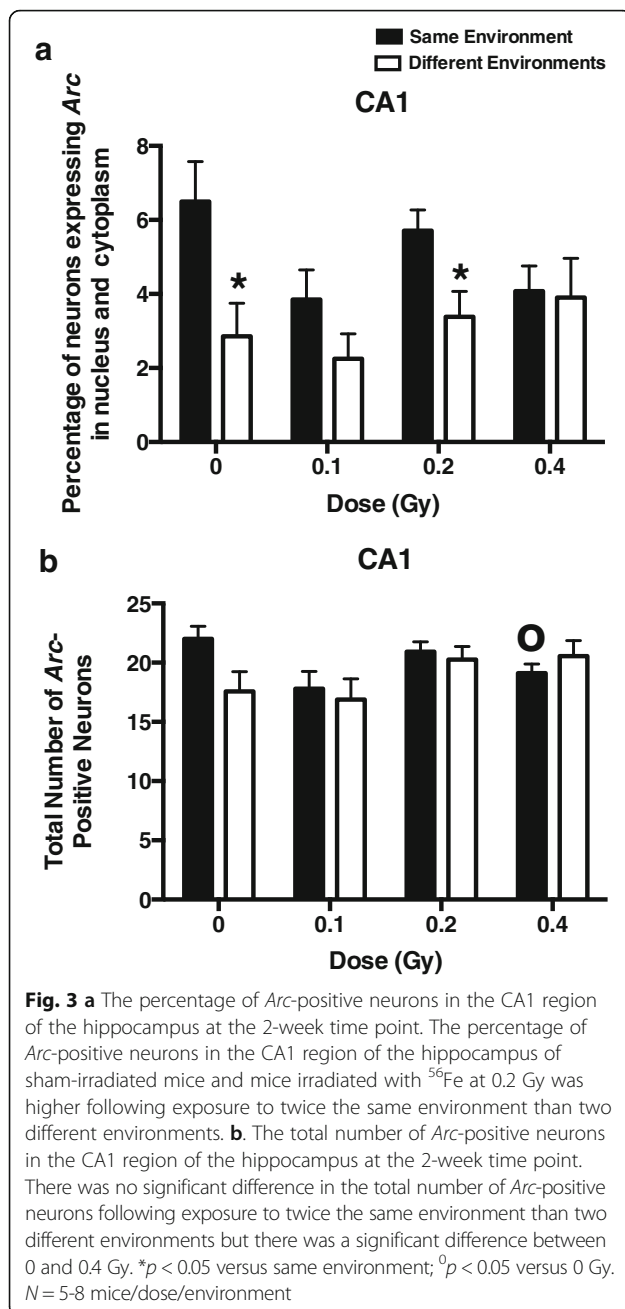 a
Same Environment
Different Environments
CA1
Percentage of neurons expressing Arc
in nucleus and cytoplasm
8
6
4
2
0
*
*
0
0.1
0.2
0.4
Dose (Gy)
b
CA1
Total Number of Arc-
Positive Neurons
25
20
15
10
5
0
O
0
0.1
0.2
0.4
Dose (Gy)
Fig. 3 a The percentage of Arc-positive neurons in the CA1 region
of the hippocampus at the 2-week time point. The percentage of
Arc-positive neurons in the CA1 region of the hippocampus of
sham-irradiated mice and mice irradiated with ⁵⁶Fe at 0.2 Gy was
higher following exposure to twice the same environment than two
different environments. b. The total number of Arc-positive neurons
in the CA1 region of the hippocampus at the 2-week time point.
There was no significant difference in the total number of Arc-positive
neurons following exposure to twice the same environment than two
different environments but there was a significant difference between
0 and 0.4 Gy. *p < 0.05 versus same environment; ⁰p < 0.05 versus 0 Gy.
N = 5-8 mice/dose/environment